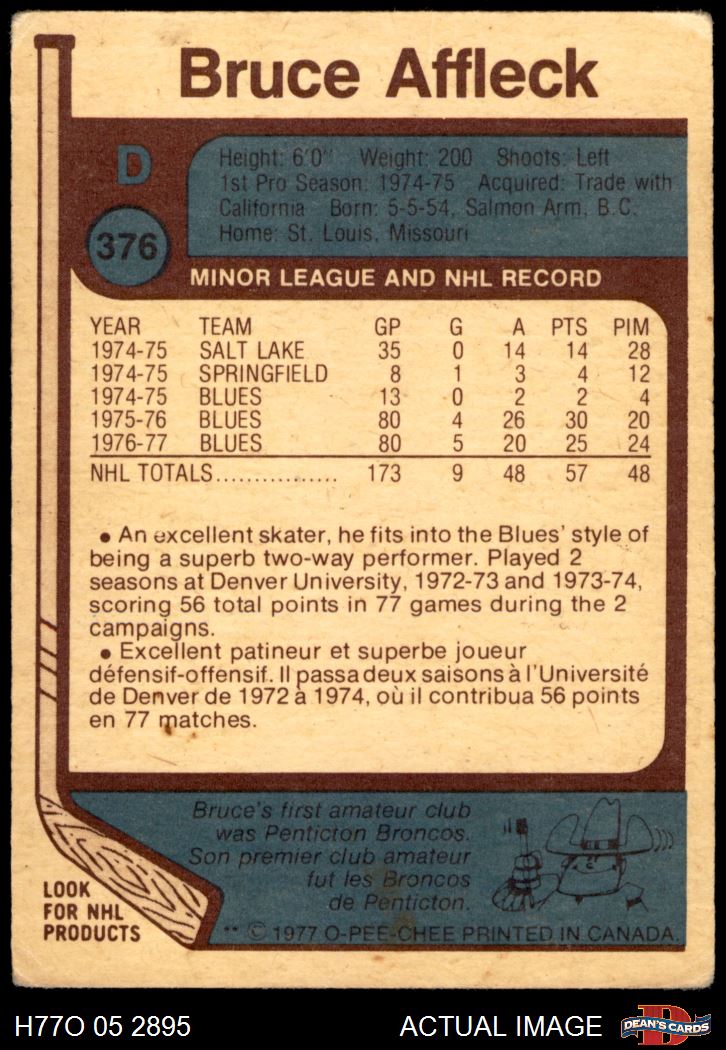 Bruce Affleck
D
376
Height: 6'0" Weight: 200 Shoots: Left
1st Pro Season: 1974-75 Acquired: Trade with
California Born: 5-5-54, Salmon Arm, B.C.
Home: St. Louis, Missouri
MINOR LEAGUE AND NHL RECORD
YEAR TEAM GP G A PTS PIM
1974-75 SALT LAKE 35 0 14 14 28
1974-75 SPRINGFIELD 8 1 3 4 12
1974-75 BLUES 13 0 2 2 4
1975-76 BLUES 80 4 26 30 20
1976-77 BLUES 80 5 20 25 24
NHL TOTALS................ 173 9 48 57 48
• An excellent skater, he fits into the Blues' style of
being a superb two-way performer. Played 2
seasons at Denver University, 1972-73 and 1973-74,
scoring 56 total points in 77 games during the 2
campaigns.
• Excellent patineur et superbe joueur
défensif-offensif. Il passa deux saisons à l'Université
de Denver de 1972 à 1974, où il contribua 56 points
en 77 matches.
Bruce's first amateur club
was Penticton Broncos.
Son premier club amateur
fut les Broncos
de Penticton.
LOOK
FOR NHL
PRODUCTS
** © 1977 O-PEE-CHEE PRINTED IN CANADA.
H77O 05 2895
ACTUAL IMAGE
D
DEAN'S CARDS